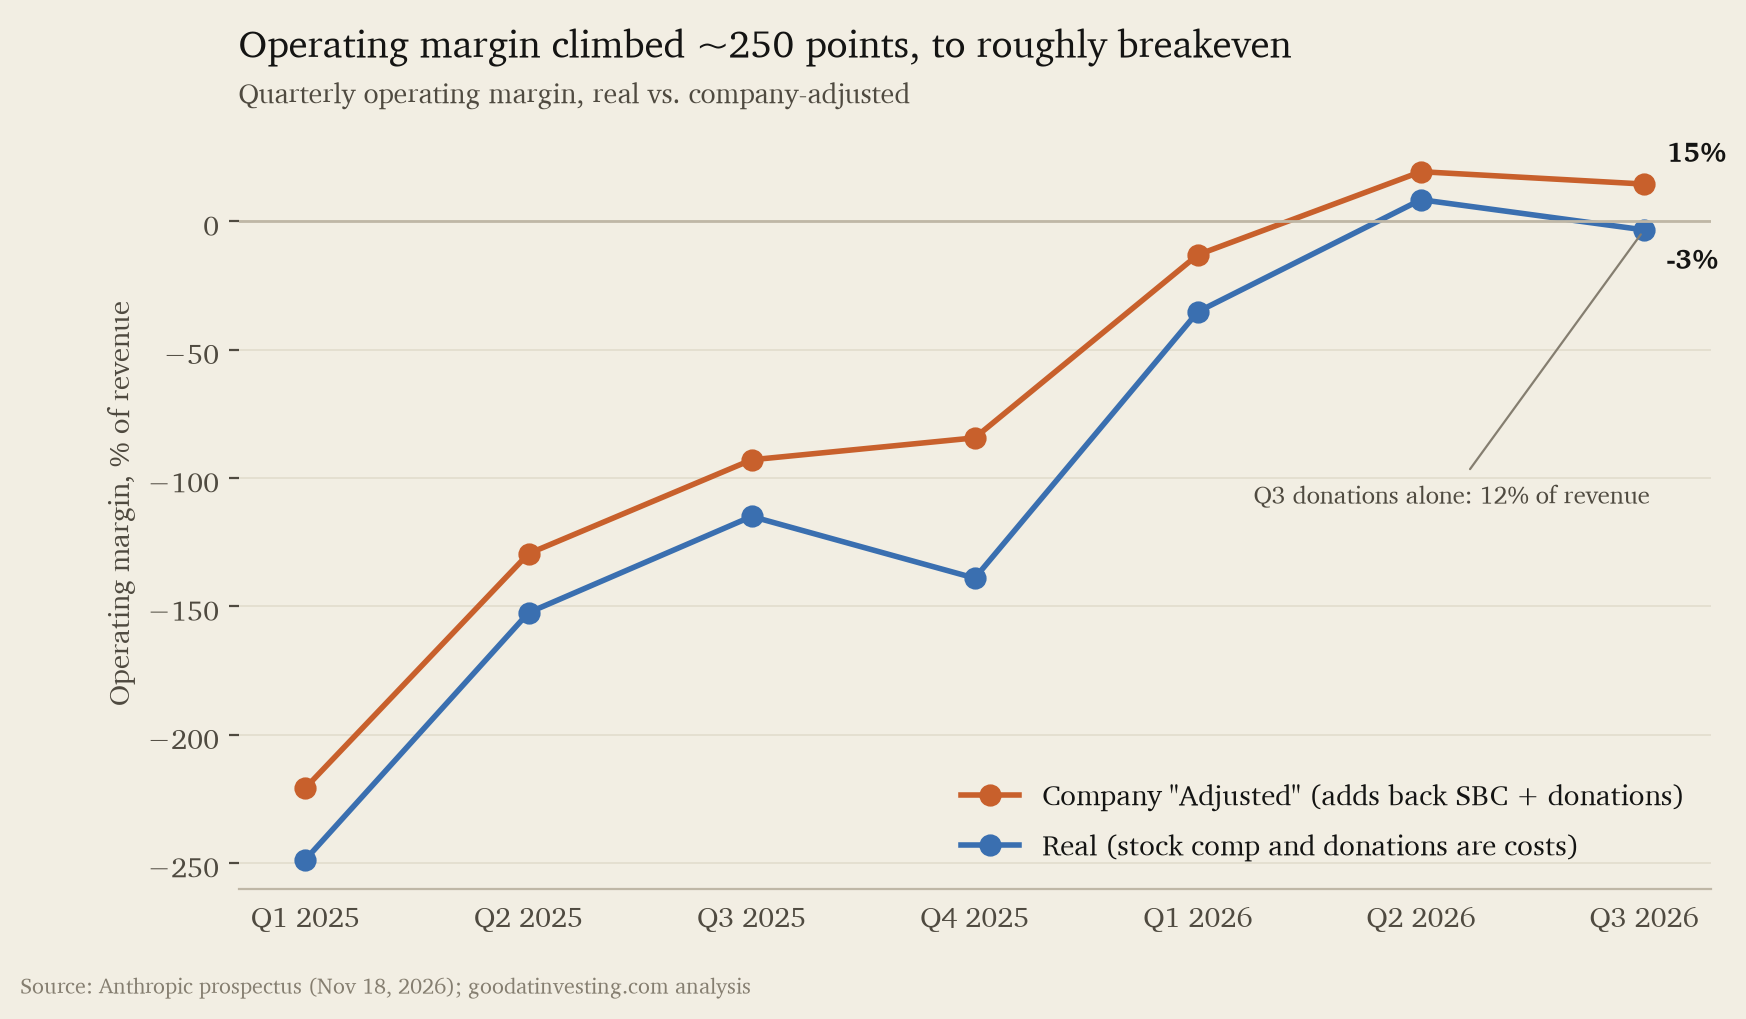 Operating margin climbed ~250 points, to roughly breakeven
Quarterly operating margin, real vs. company-adjusted
15%
0
-3%
−50
Operating margin, % of revenue
−100
Q3 donations alone: 12% of revenue
−150
−200
Company "Adjusted" (adds back SBC + donations)
Real (stock comp and donations are costs)
−250
Q1 2025 Q2 2025 Q3 2025 Q4 2025 Q1 2026 Q2 2026 Q3 2026
Source: Anthropic prospectus (Nov 18, 2026); goodatinvesting.com analysis